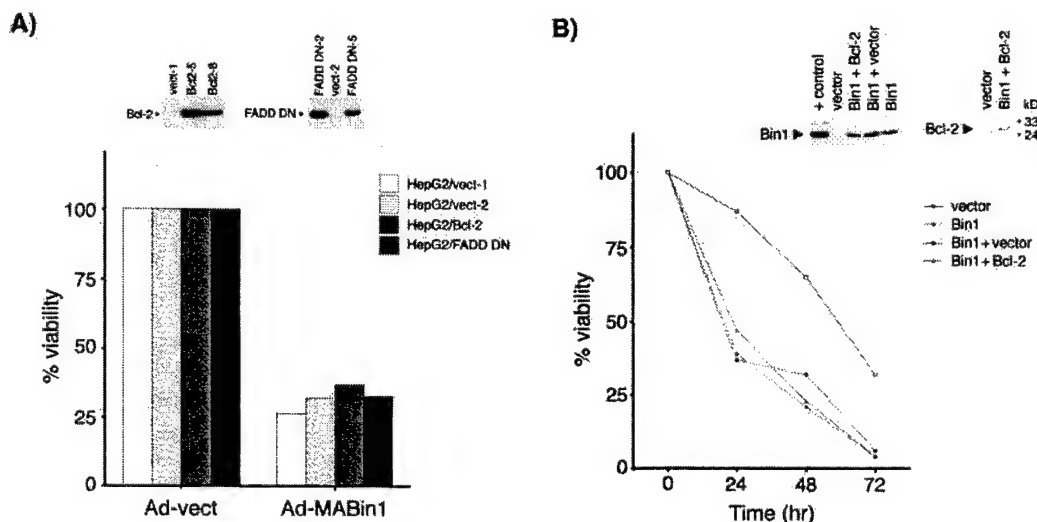 A)
vect-1
Bcl2-5
Bcl2-8
Bcl-2
FADD DN-2
vect-2
FADD DN-5
FADD DN
HepG2/vect-1
HepG2/vect-2
HepG2/Bcl-2
HepG2/FADD DN
100
75
50
25
0
% viability
Ad-vect
Ad-MABin1
B)
+ control
vector
Bin1 + Bcl-2
Bin1 + vector
Bin1
Bin1
vector
Bin1 + Bcl-2
Bcl-2
kD
33
24
vector
Bin1
Bin1+vector
Bin1+Bcl-2
100
75
50
25
0
% viability
0
24
48
72
Time (hr)